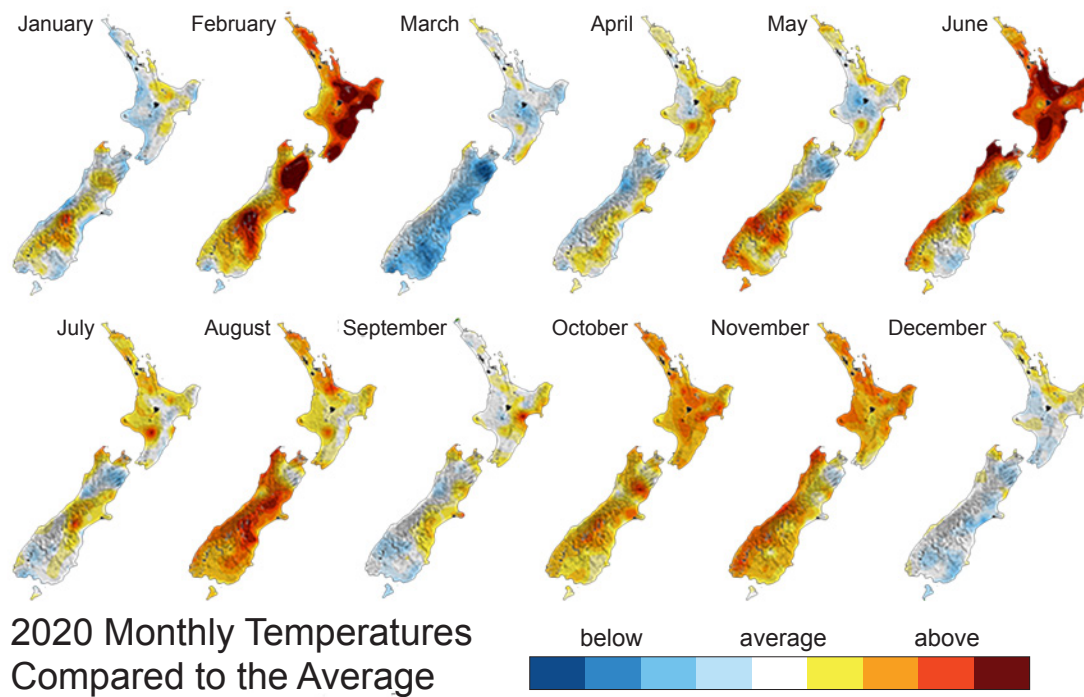 January
February
March
April
May
June
July
August
September
October
November
December
2020 Monthly Temperatures
Compared to the Average
below
average
above